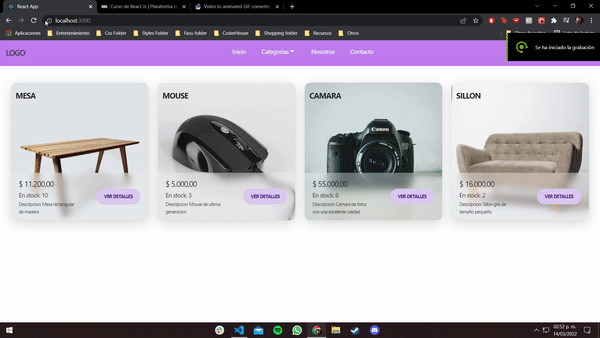 React App
Curso de React Js | Plataforma
Video to animated GIF converter
localhost:3000
Aplicaciones
Entretenimiento
Css Folder
Styles Folder
Facu folder
CoderHouse
Shopping folder
Recursos
Otros
Se ha iniciado la grabación
LOGO
Inicio
Categorias
Nosotros
Contacto
MESA
$ 11.200,00
En stock: 10
Descripcion: Mesa rectangular
de madera
VER DETALLES
MOUSE
$ 5.000,00
En stock: 3
Descripcion: Mouse de ultima
generacion
VER DETALLES
CAMARA
Canon
$ 55.000,00
En stock: 6
Descripcion: Camara de fotos
con una excelente calidad
VER DETALLES
SILLON
$ 16.000,00
En stock: 2
Descripcion: Sillon gris de
tamaño pequeño
VER DETALLES
02:52 p. m.
14/03/2022